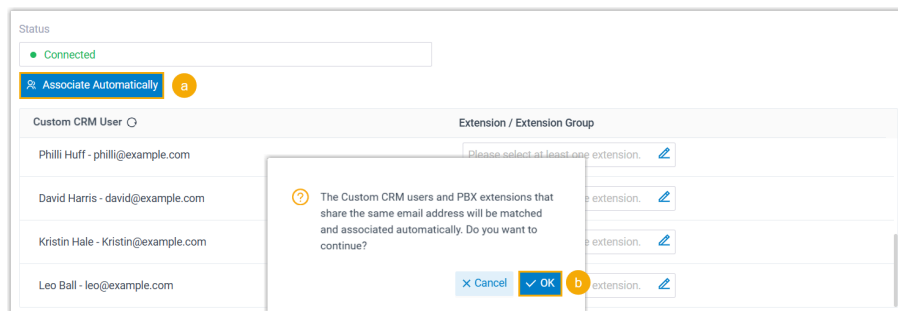 Status
Connected
Associate Automatically
a
Custom CRM User
Extension / Extension Group
Philli Huff - philli@example.com
Please select at least one extension.
David Harris - david@example.com
extension.
Kristin Hale - Kristin@example.com
extension.
Leo Ball - leo@example.com
extension.
The Custom CRM users and PBX extensions that
share the same email address will be matched
and associated automatically. Do you want to
continue?
Cancel
OK
b